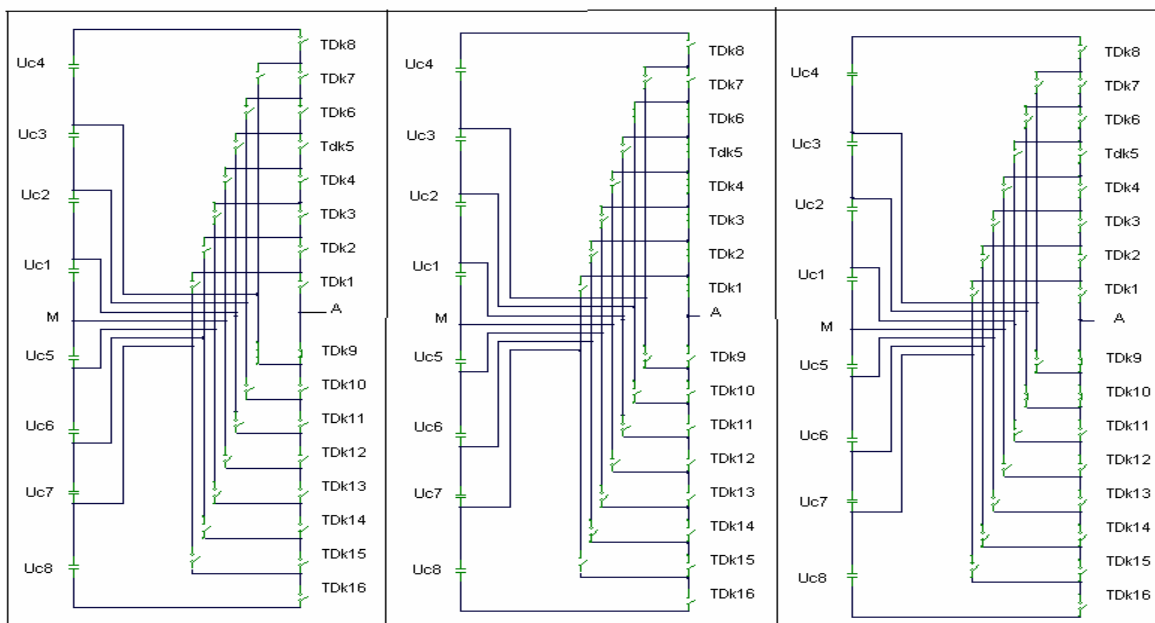 TDk8
Uc4
TDk7
TDk6
Uc3
Tdk5
TDk4
Uc2
TDk3
TDk2
Uc1
TDk1
M
A
Uc5
TDk9
TDk10
Uc6
TDk11
TDk12
Uc7
TDk13
TDk14
TDk15
Uc8
TDk16
TDk8
Uc4
TDk7
TDk6
Uc3
Tdk5
TDk4
Uc2
TDk3
TDk2
Uc1
TDk1
M
A
Uc5
TDk9
TDk10
Uc6
TDk11
TDk12
Uc7
TDk13
TDk14
TDk15
Uc8
TDk16
TDk8
Uc4
TDk7
TDk6
Uc3
Tdk5
TDk4
Uc2
TDk3
TDk2
Uc1
TDk1
M
A
Uc5
TDk9
TDk10
Uc6
TDk11
TDk12
Uc7
TDk13
TDk14
TDk15
Uc8
TDk16